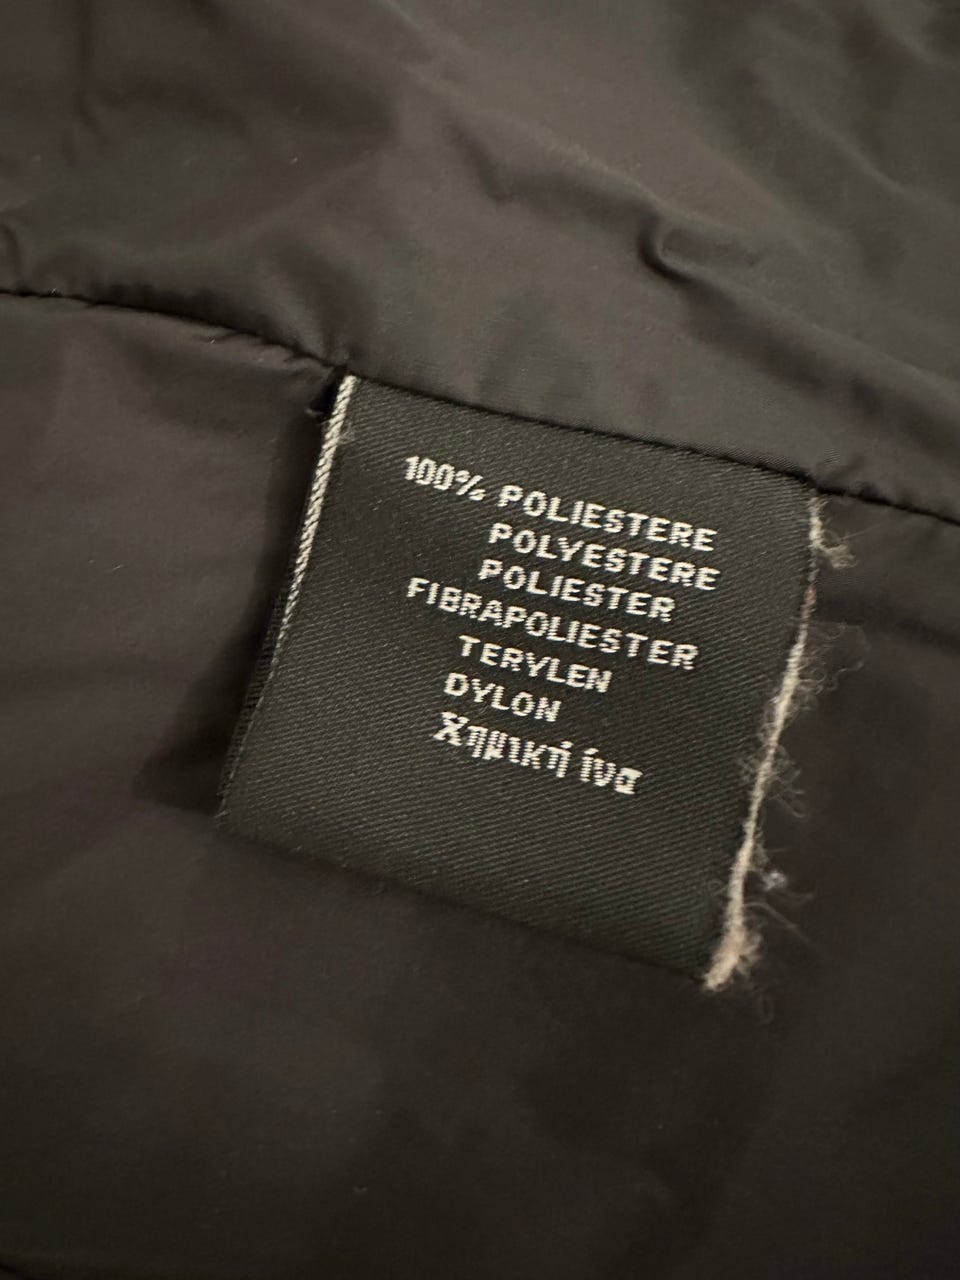 100% POLIESTERE
POLYESTERE
POLIESTER
FIBRAPOLIESTER
TERYLEN
DYLON
Χημική ίνα